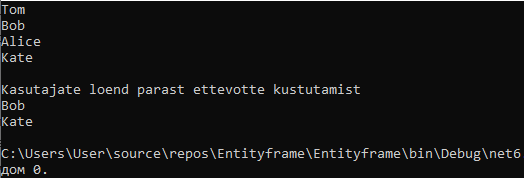 Tom
Bob
Alice
Kate
Kasutajate loend parast ettevotte kustutamist
Bob
Kate
C:\Users\User\source\repos\Entityframe\Entityframe\bin\Debug\net6
дом 0.